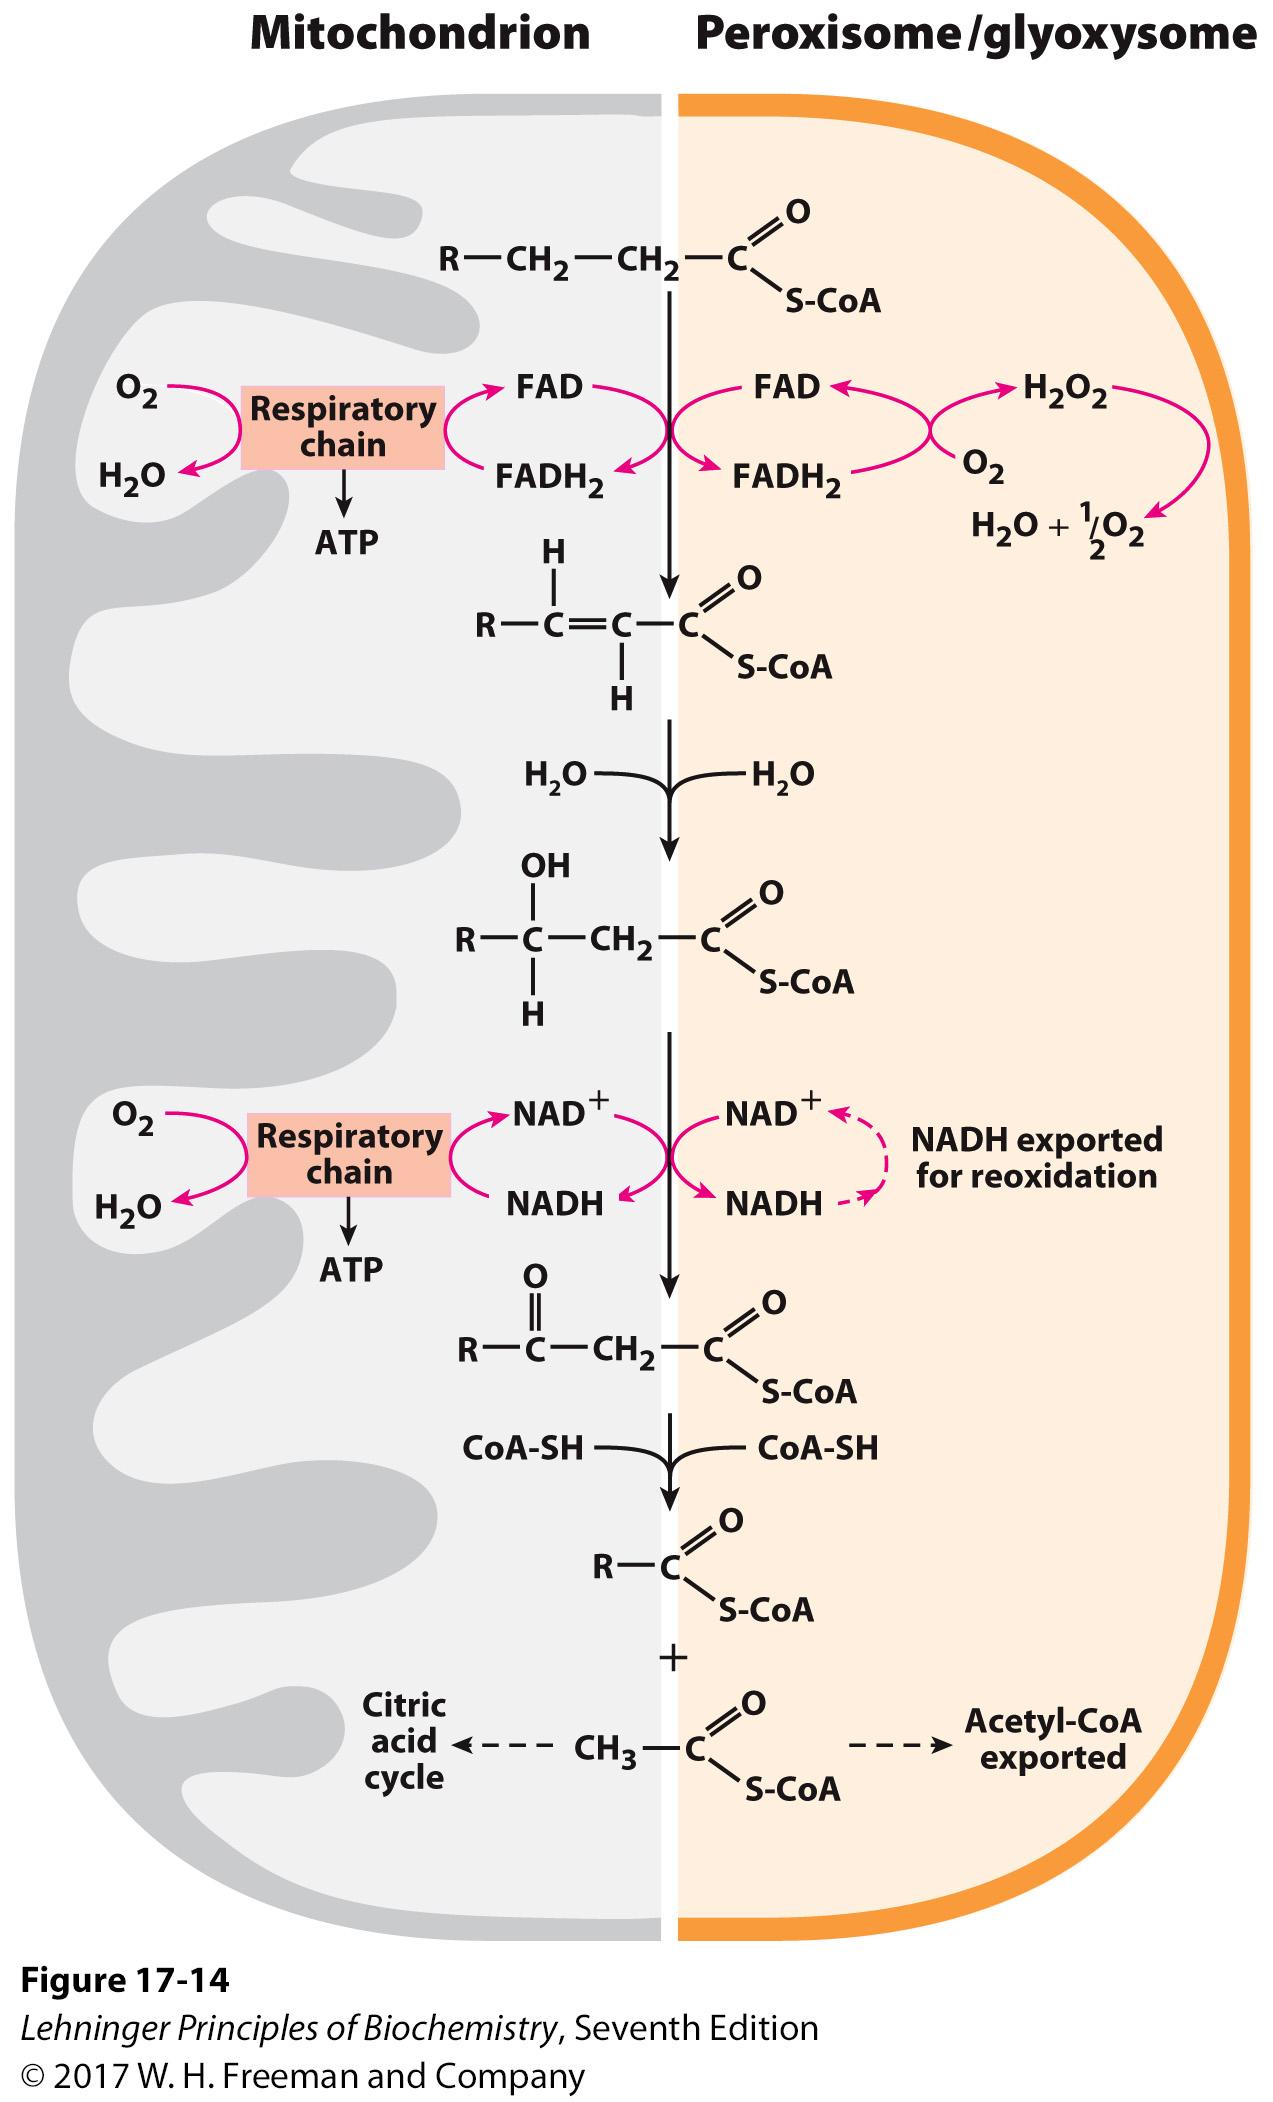 Mitochondrion
Peroxisome/glyoxysome
R—CH₂—CH₂—C
O
S-CoA
O₂
Respiratory
chain
H₂O
ATP
FAD
FADH₂
FAD
FADH₂
H₂O₂
O₂
H₂O + ½O₂
H
R—C=C—C
O
S-CoA
H
H₂O
H₂O
OH
R—C—CH₂—C
O
S-CoA
H
O₂
Respiratory
chain
H₂O
ATP
NAD⁺
NADH
NAD⁺
NADH
NADH exported
for reoxidation
O
R—C—CH₂—C
O
S-CoA
CoA-SH
CoA-SH
R—C
O
S-CoA
+
Citric
acid
cycle
CH₃—C
O
S-CoA
Acetyl-CoA
exported
Figure 17-14
Lehninger Principles of Biochemistry, Seventh Edition
© 2017 W. H. Freeman and Company